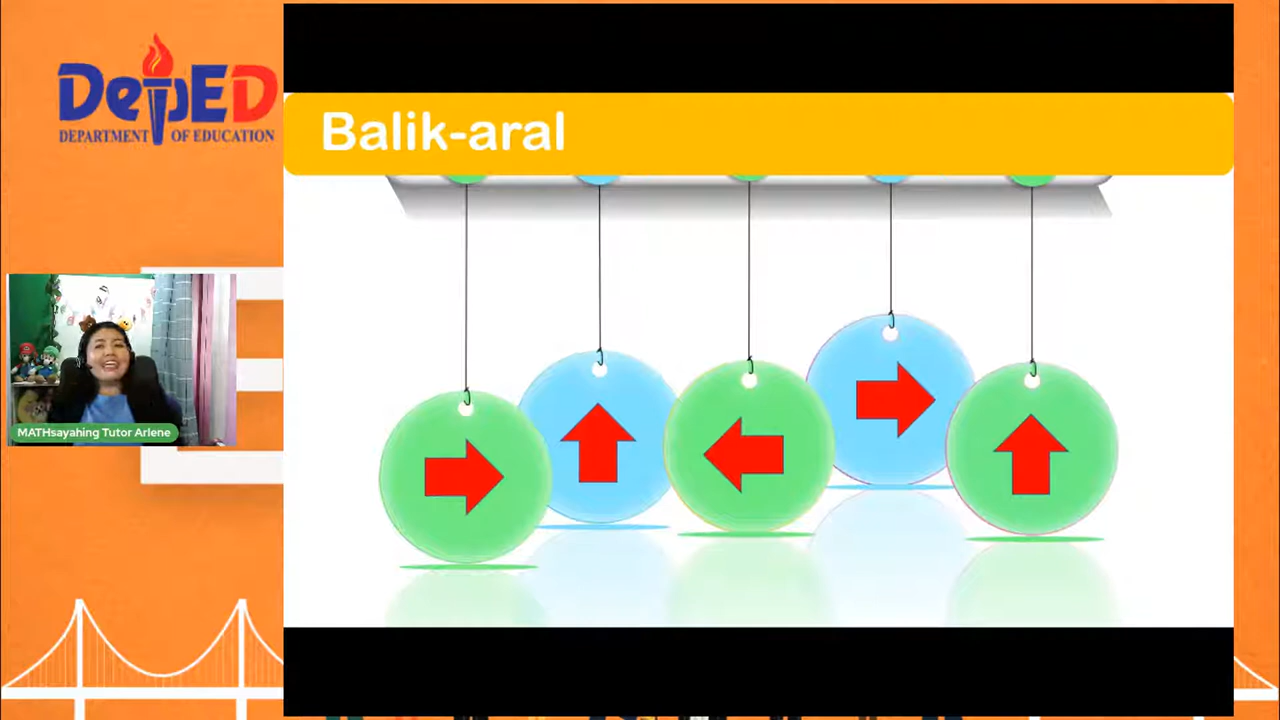 DepED
DEPARTMENT OF EDUCATION
Balik-aral
MATHsayahing Tutor Arlene